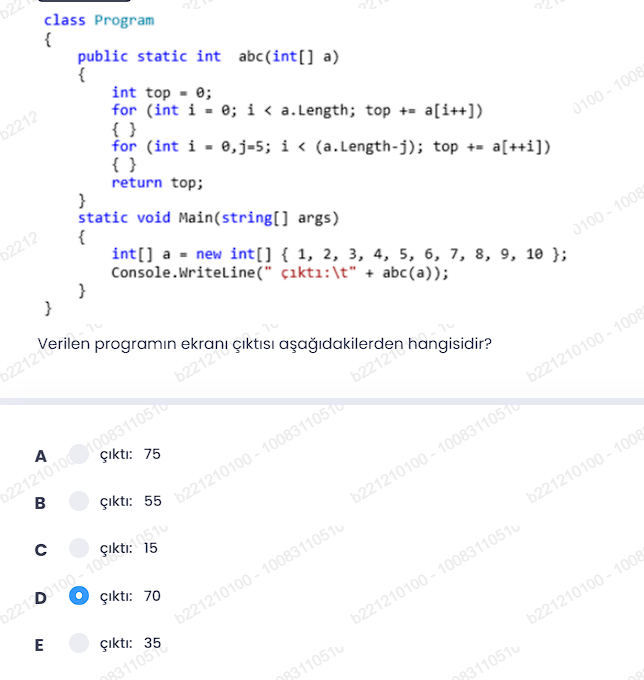 class Program
{
public static int  abc(int[] a)
{
int top = 0;
for (int i = 0; i < a.Length; top += a[i++])
{ }
for (int i = 0,j=5; i < (a.Length-j); top += a[++i])
{ }
return top;
}
static void Main(string[] args)
{
int[] a = new int[] { 1, 2, 3, 4, 5, 6, 7, 8, 9, 10 };
Console.WriteLine(" çıktı:\t" + abc(a));
}
}
Verilen programın ekranı çıktısı aşağıdakilerden hangisidir?
A çıktı: 75
B çıktı: 55
C çıktı: 15
D çıktı: 70
E çıktı: 35
b221210100 - 10083110510